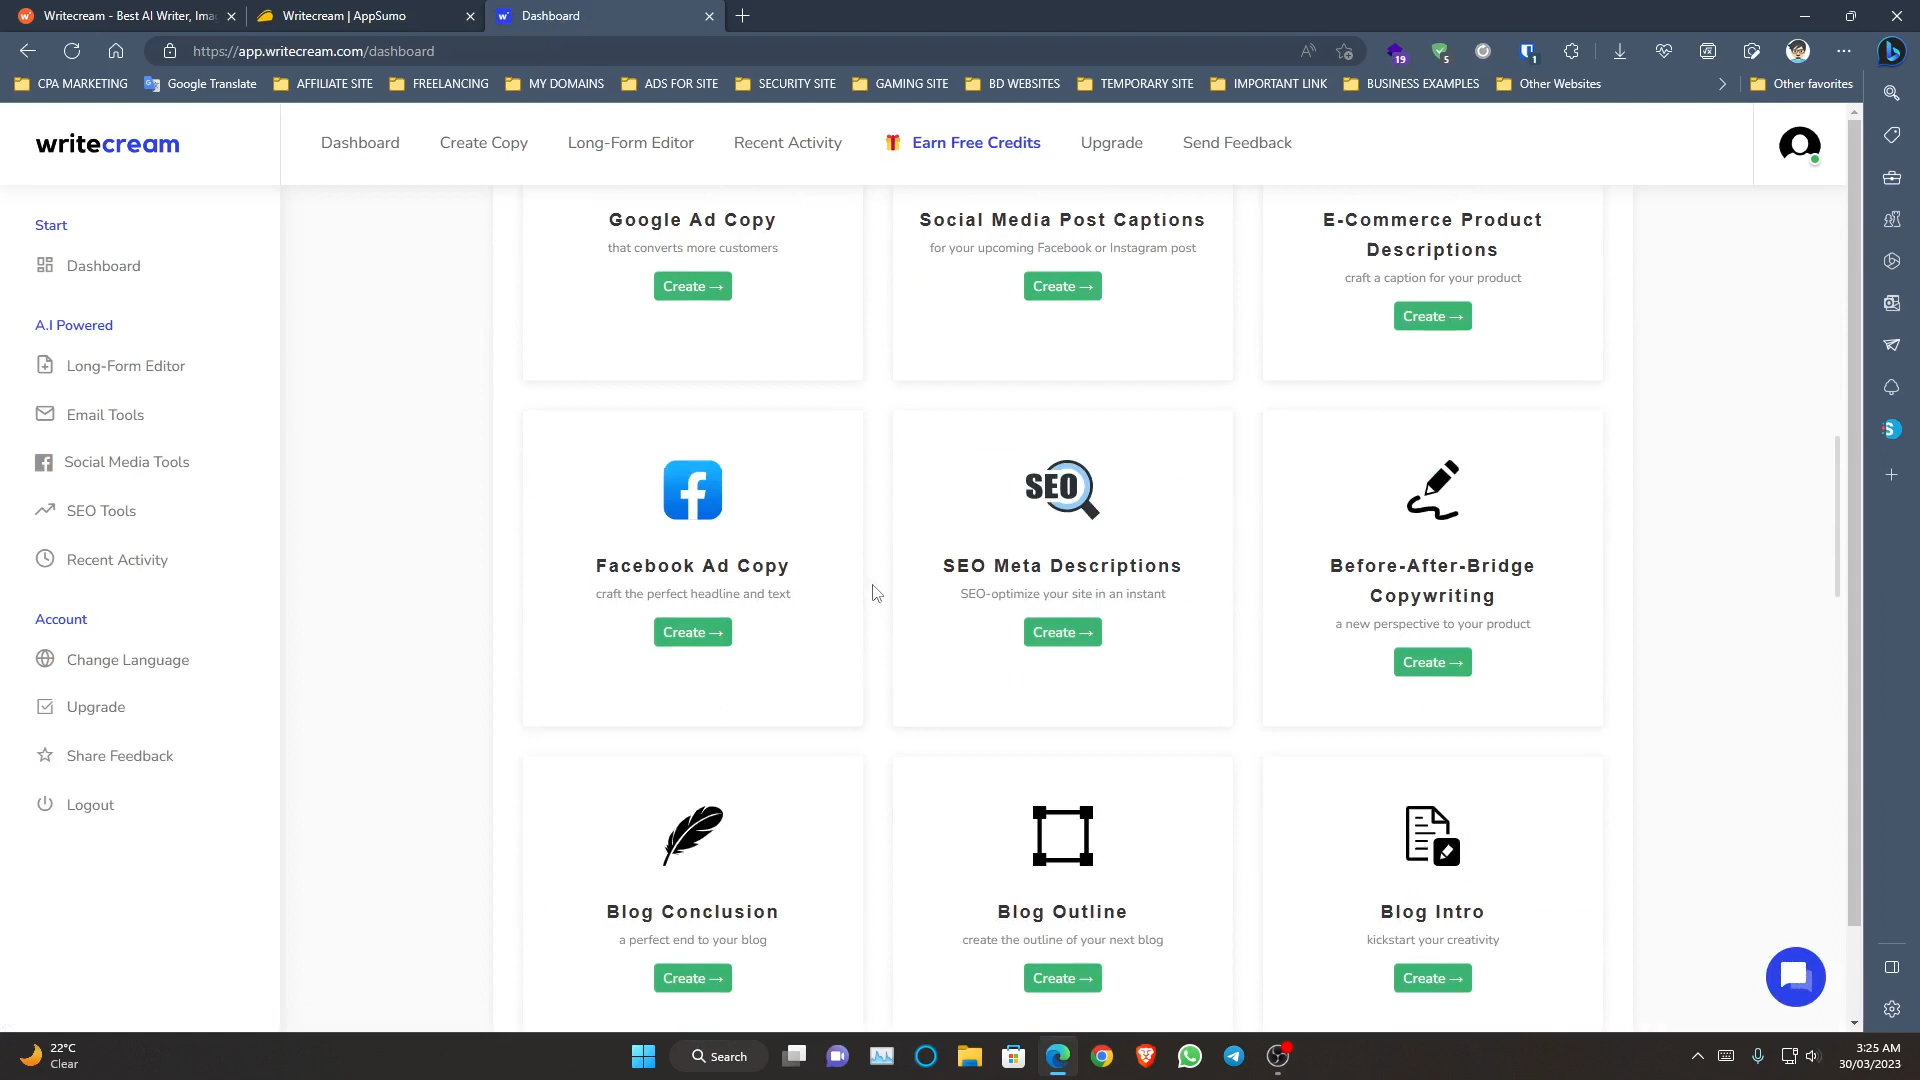 Writecream - Best AI Writer, Ima
Writecream | AppSumo
Dashboard
https://app.writecream.com/dashboard
19
5
1
CPA MARKETING
Google Translate
AFFILIATE SITE
FREELANCING
MY DOMAINS
ADS FOR SITE
SECURITY SITE
GAMING SITE
BD WEBSITES
TEMPORARY SITE
IMPORTANT LINK
BUSINESS EXAMPLES
Other Websites
Other favorites
writecream
Dashboard
Create Copy
Long-Form Editor
Recent Activity
Earn Free Credits
Upgrade
Send Feedback
Start
Dashboard
A.I Powered
Long-Form Editor
Email Tools
Social Media Tools
SEO Tools
Recent Activity
Account
Change Language
Upgrade
Share Feedback
Logout
Google Ad Copy
that converts more customers
Create →
Social Media Post Captions
for your upcoming Facebook or Instagram post
Create →
E-Commerce Product
Descriptions
craft a caption for your product
Create →
Facebook Ad Copy
craft the perfect headline and text
Create →
SEO
SEO Meta Descriptions
SEO-optimize your site in an instant
Create →
Before-After-Bridge
Copywriting
a new perspective to your product
Create →
Blog Conclusion
a perfect end to your blog
Create →
Blog Outline
create the outline of your next blog
Create →
Blog Intro
kickstart your creativity
Create →
22°C
Clear
Search
3:25 AM
30/03/2023